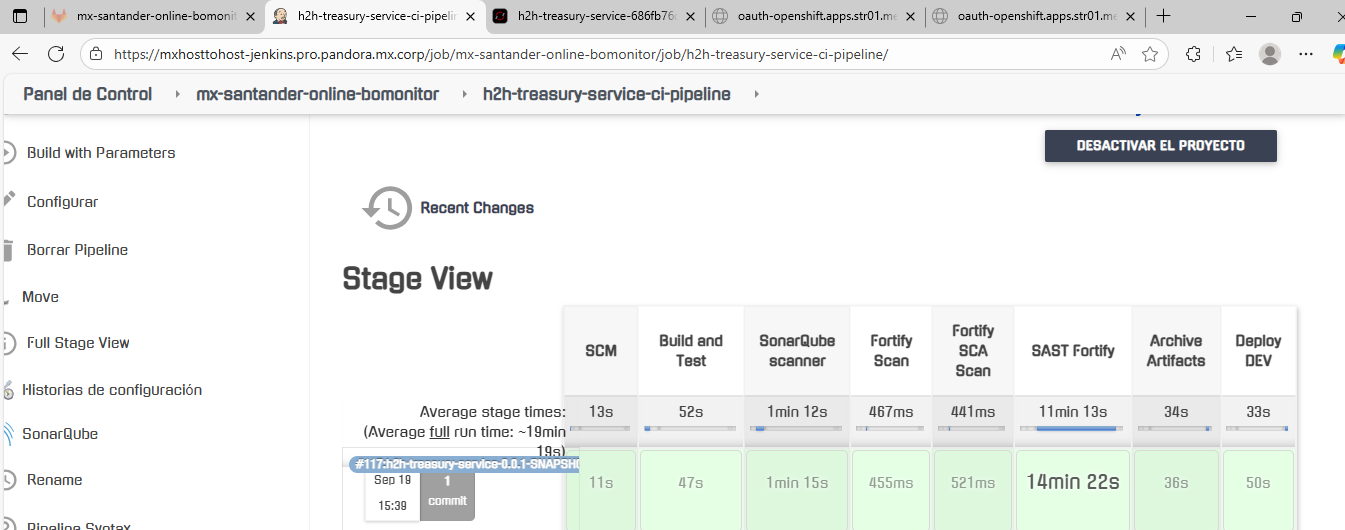 mx-santander-online-bomonit
h2h-treasury-service-ci-pipelin
h2h-treasury-service-686fb76c
oauth-openshift.apps.str01.me
oauth-openshift.apps.str01.me
https://mxhosttohost-jenkins.pro.pandora.mx.corp/job/mx-santander-online-bomonitor/job/h2h-treasury-service-ci-pipeline/
Panel de Control
mx-santander-online-bomonitor
h2h-treasury-service-ci-pipeline
Build with Parameters
Configurar
Borrar Pipeline
Move
Full Stage View
Historias de configuración
SonarQube
Rename
Pipeline Syntax
DESACTIVAR EL PROYECTO
Recent Changes
Stage View
SCM
Build and
Test
SonarQube
scanner
Fortify
Scan
Fortify
SCA
Scan
SAST Fortify
Archive
Artifacts
Deploy
DEV
Average stage times:
(Average full run time: ~19min
19s)
13s
52s
1min 12s
467ms
441ms
11min 13s
34s
33s
#117:h2h-treasury-service-0.0.1-SNAPSHO
Sep 19
15:39
1
commit
11s
47s
1min 15s
455ms
521ms
14min 22s
36s
50s